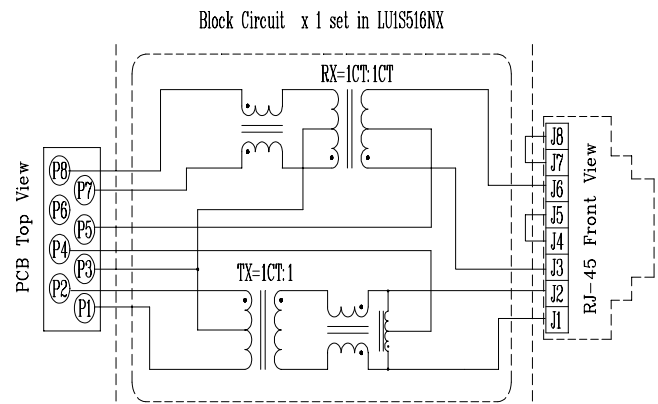 Block Circuit x 1 set in LU1S516NX
RX=1CT:1CT
PCB Top View
P8
P7
P6
P5
P4
P3
P2
P1
TX=1CT:1
J8
J7
J6
J5
J4
J3
J2
J1
RJ-45 Front View